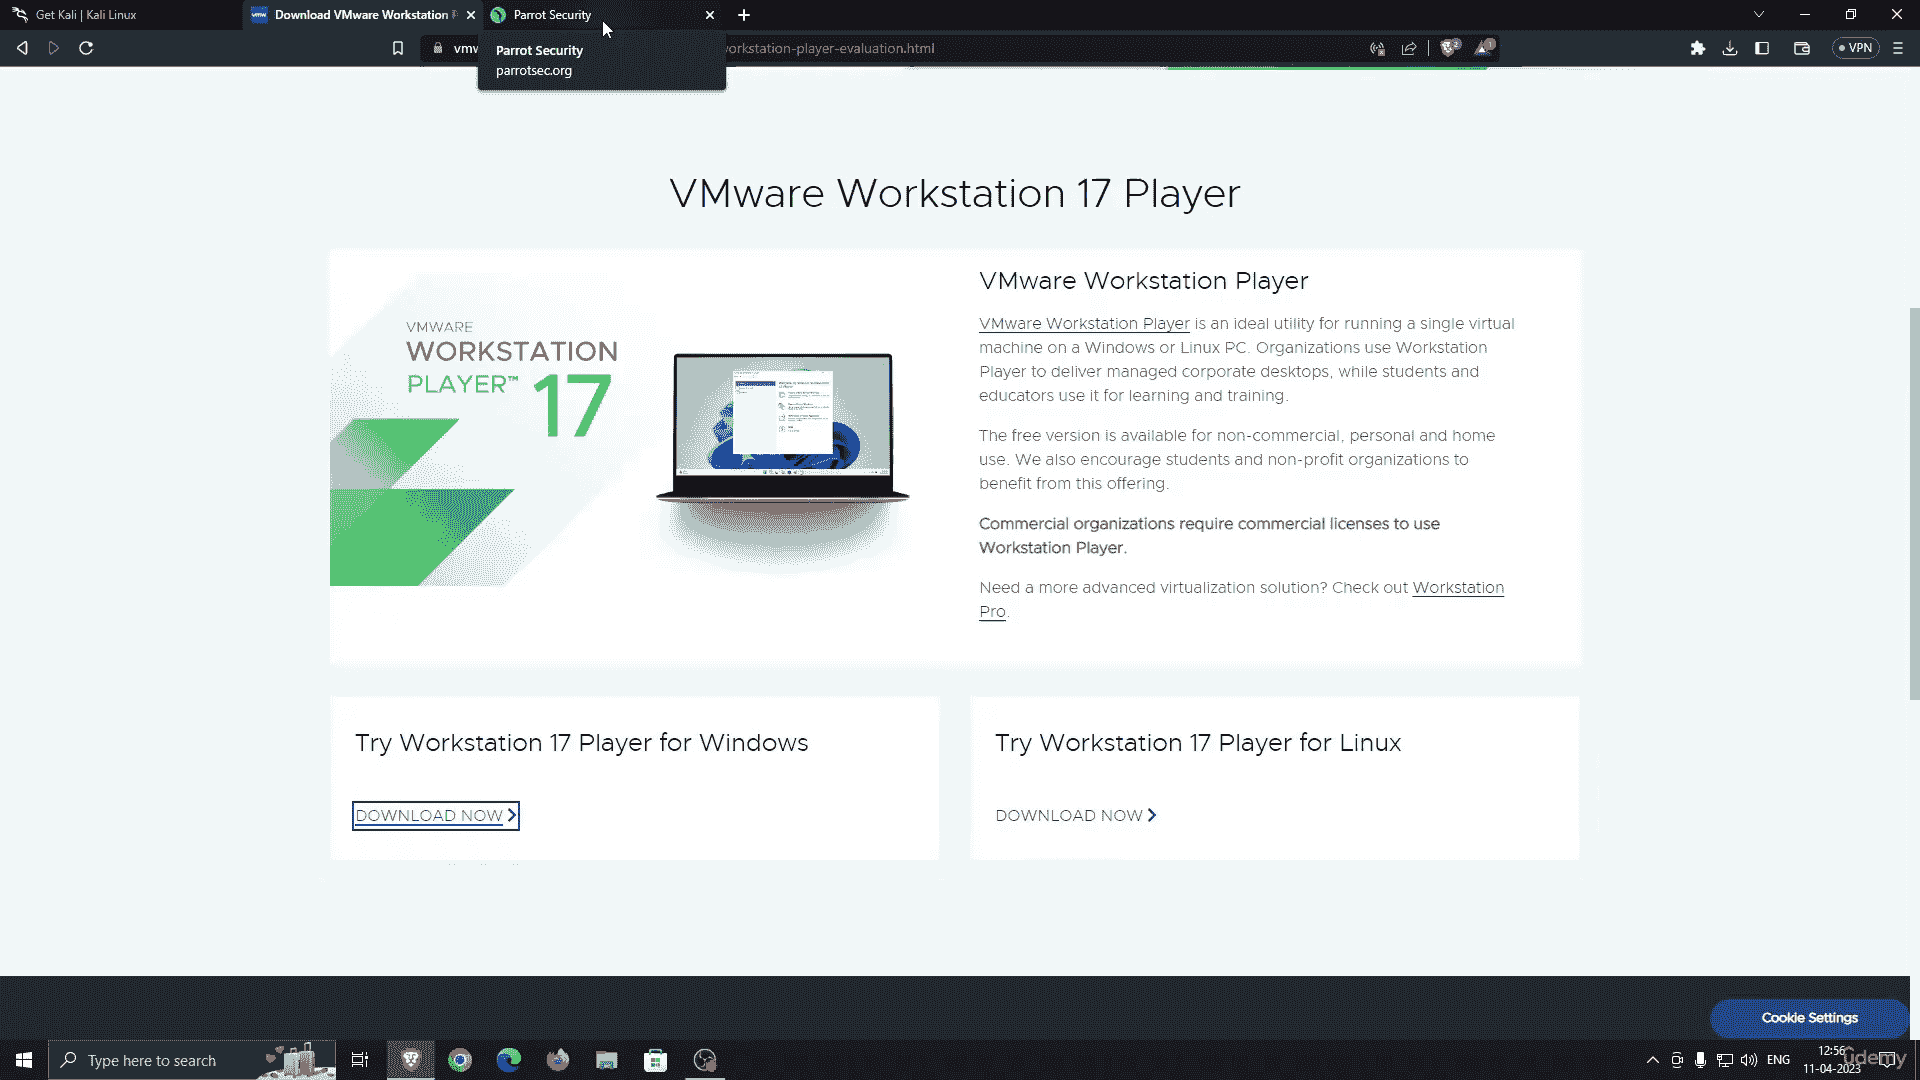 Get Kali | Kali Linux
Download VMware Workstation
Parrot Security
vmw
orkstation-player-evaluation.html
VPN
Parrot Security
parrotsec.org
VMware Workstation 17 Player
VMWARE
WORKSTATION
PLAYER™ 17
VMware Workstation Player
VMware Workstation Player is an ideal utility for running a single virtual
machine on a Windows or Linux PC. Organizations use Workstation
Player to deliver managed corporate desktops, while students and
educators use it for learning and training.
The free version is available for non-commercial, personal and home
use. We also encourage students and non-profit organizations to
benefit from this offering.
Commercial organizations require commercial licenses to use
Workstation Player.
Need a more advanced virtualization solution? Check out Workstation
Pro.
Try Workstation 17 Player for Windows
DOWNLOAD NOW
Try Workstation 17 Player for Linux
DOWNLOAD NOW
Cookie Settings
Type here to search
ENG
12:56
11-04-2023
ûdemy